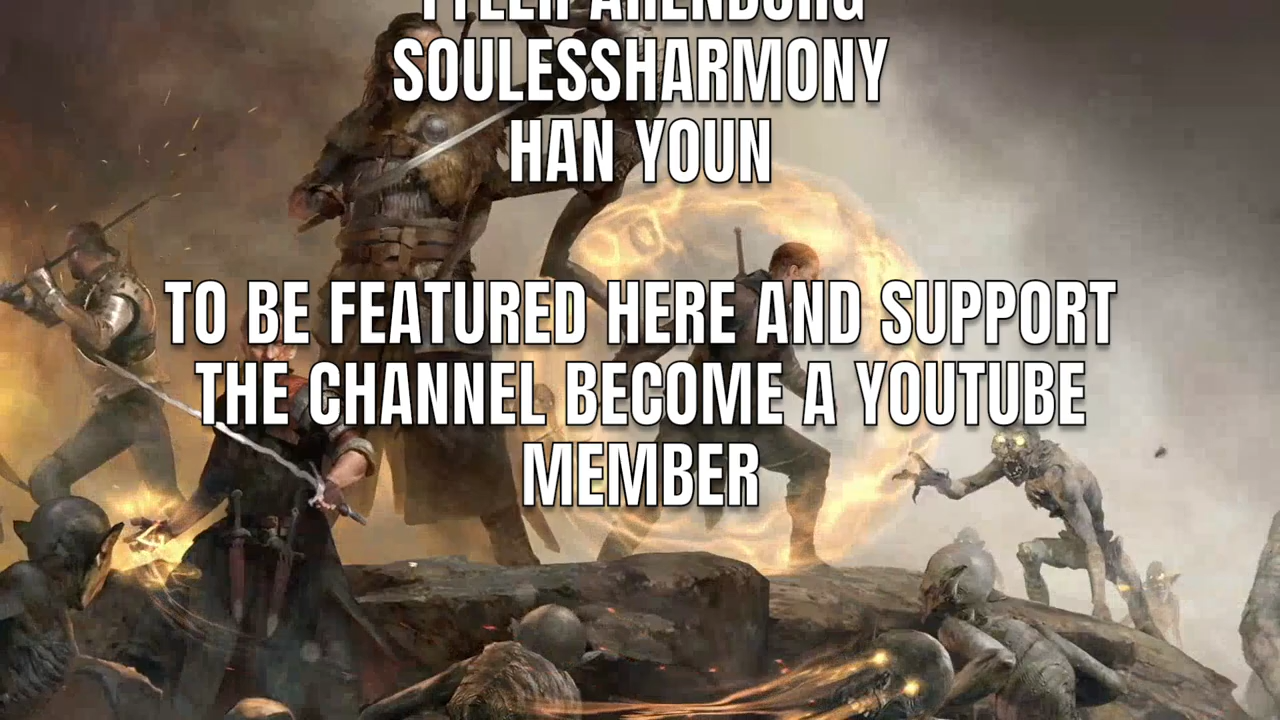 SOULESSHARMONY
HAN YOUN
TO BE FEATURED HERE AND SUPPORT
THE CHANNEL BECOME A YOUTUBE
MEMBER